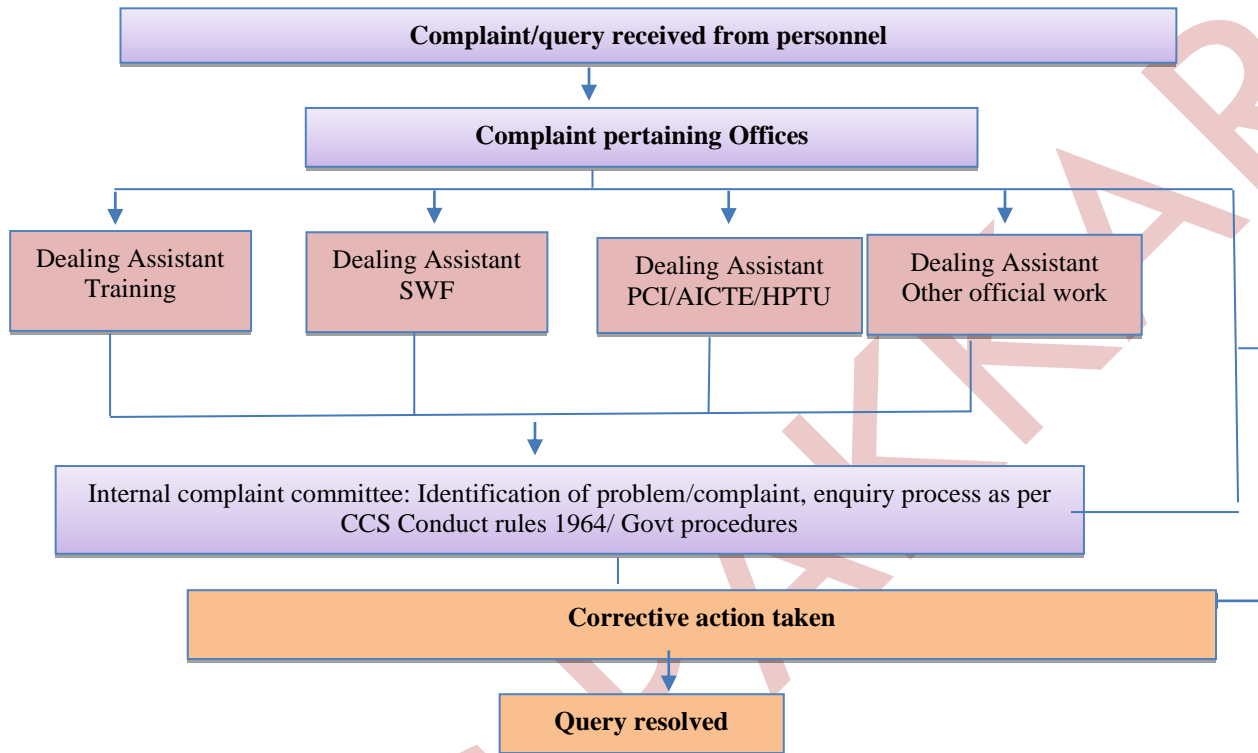 Complaint/query received from personnel
Complaint pertaining Offices
Dealing Assistant
Training
Dealing Assistant
SWF
Dealing Assistant
PCI/AICTE/HPTU
Dealing Assistant
Other official work
Internal complaint committee: Identification of problem/complaint, enquiry process as per
CCS Conduct rules 1964/ Govt procedures
Corrective action taken
Query resolved